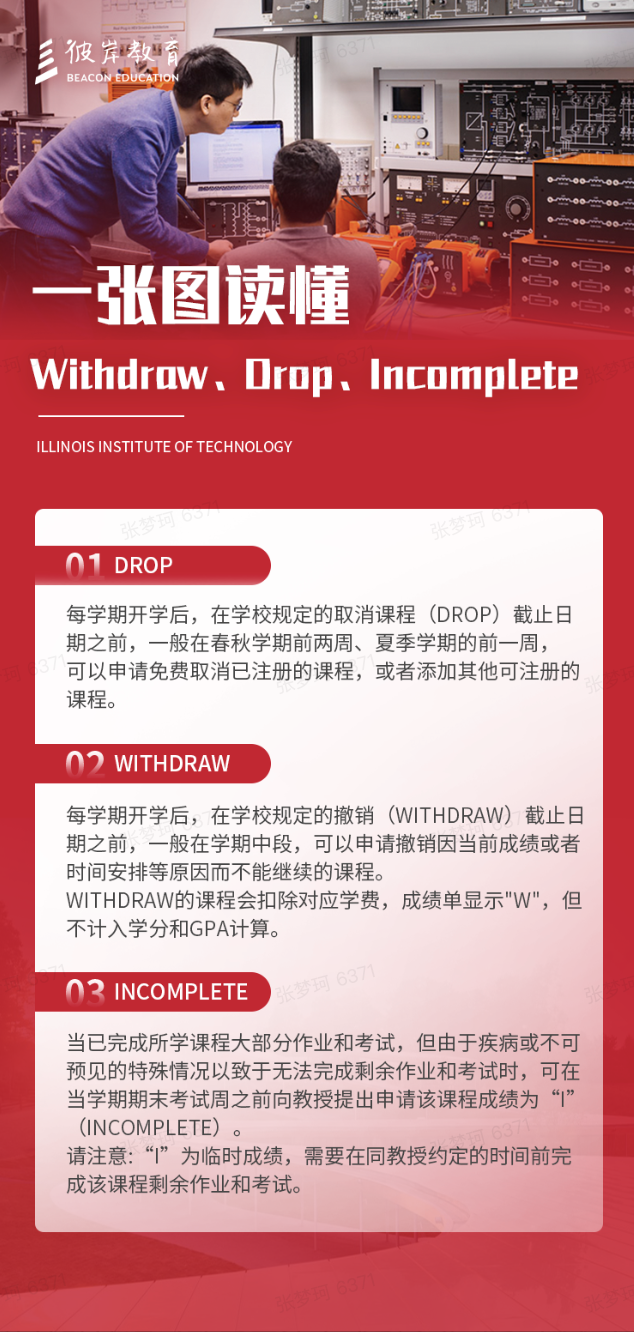 彼岸教育
BEACON EDUCATION
一张图读懂
Withdraw、Drop、Incomplete
ILLINOIS INSTITUTE OF TECHNOLOGY
01 DROP
每学期开学后，在学校规定的取消课程（DROP）截止日
期之前，一般在春秋学期前两周、夏季学期的前一周，
可以申请免费取消已注册的课程，或者添加其他可注册的
课程。
02 WITHDRAW
每学期开学后，在学校规定的撤销（WITHDRAW）截止日
期之前，一般在学期中段，可以申请撤销因当前成绩或者
时间安排等原因而不能继续的课程。
WITHDRAW的课程会扣除对应学费，成绩单显示"W"，但
不计入学分和GPA计算。
03 INCOMPLETE
当已完成所学课程大部分作业和考试，但由于疾病或不可
预见的特殊情况以致于无法完成剩余作业和考试时，可在
当学期期末考试周之前向教授提出申请该课程成绩为“I”
（INCOMPLETE）。
请注意：“I”为临时成绩，需要在同教授约定的时间前完
成该课程剩余作业和考试。
张梦珂 6371